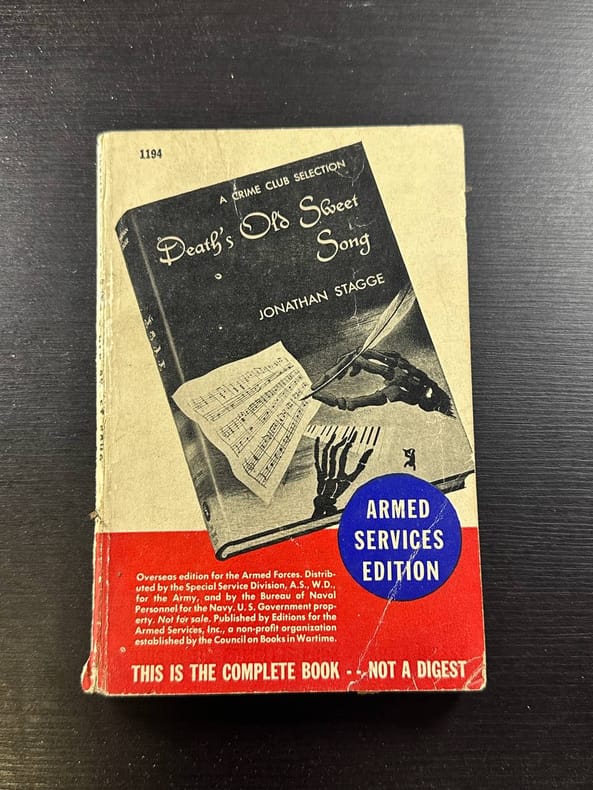 1194
A CRIME CLUB SELECTION
Death's Old Sweet
Song
JONATHAN STAGGE
ARMED
SERVICES
EDITION
Overseas edition for the Armed Forces. Distrib-
uted by the Special Service Division, A.S., W.D.,
for the Army, and by the Bureau of Naval
Personnel for the Navy. U. S. Government prop-
erty. Not for sale. Published by Editions for the
Armed Services, Inc., a non-profit organization
established by the Council on Books in Wartime.
THIS IS THE COMPLETE BOOK -- NOT A DIGEST